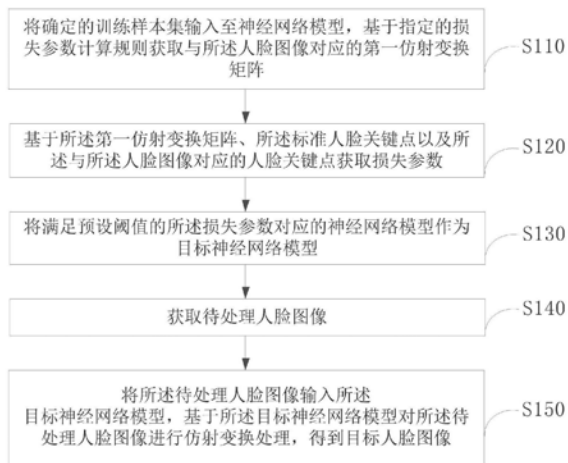 将确定的训练样本集输入至神经网络模型，基于指定的损
失参数计算规则获取与所述人脸图像对应的第一仿射变换
矩阵
S110
基于所述第一仿射变换矩阵、所述标准人脸关键点以及所
述与所述人脸图像对应的人脸关键点获取损失参数
S120
将满足预设阈值的所述损失参数对应的神经网络模型作为
目标神经网络模型
S130
获取待处理人脸图像
S140
将所述待处理人脸图像输入所述
目标神经网络模型，基于所述目标神经网络模型对所述待
处理人脸图像进行仿射变换处理，得到目标人脸图像
S150